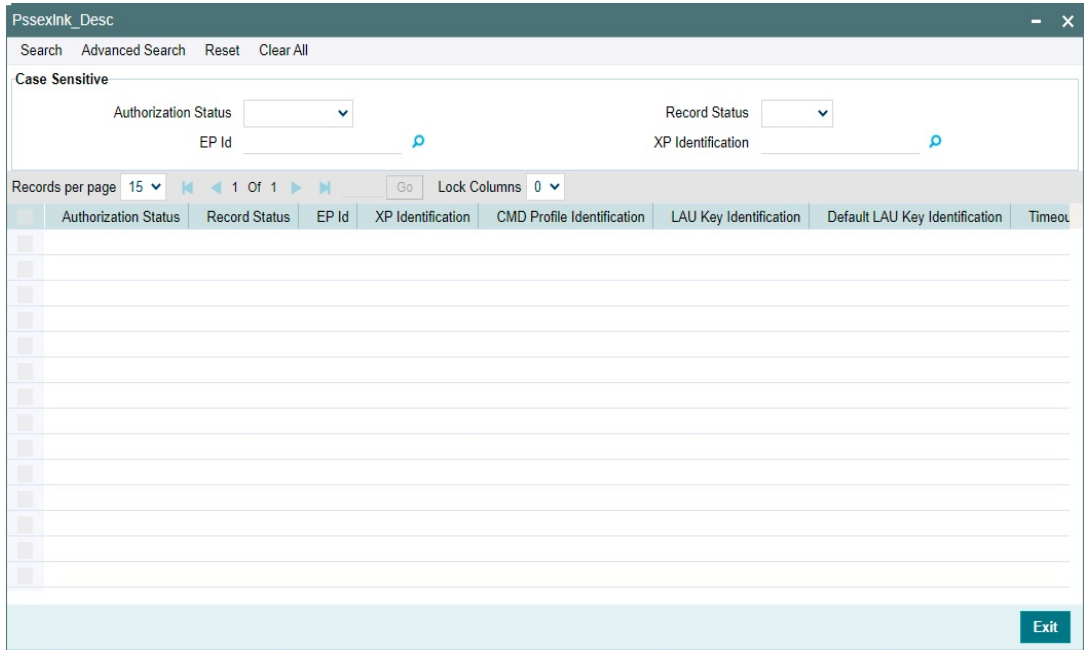 PssexInk_Desc
Search Advanced Search Reset Clear All
Case Sensitive
Authorization Status Record Status
EP Id XP Identification
Records per page 15 1 Of 1 Go Lock Columns 0
Authorization Status Record Status EP Id XP Identification CMD Profile Identification LAU Key Identification Default LAU Key Identification Timeou
Exit